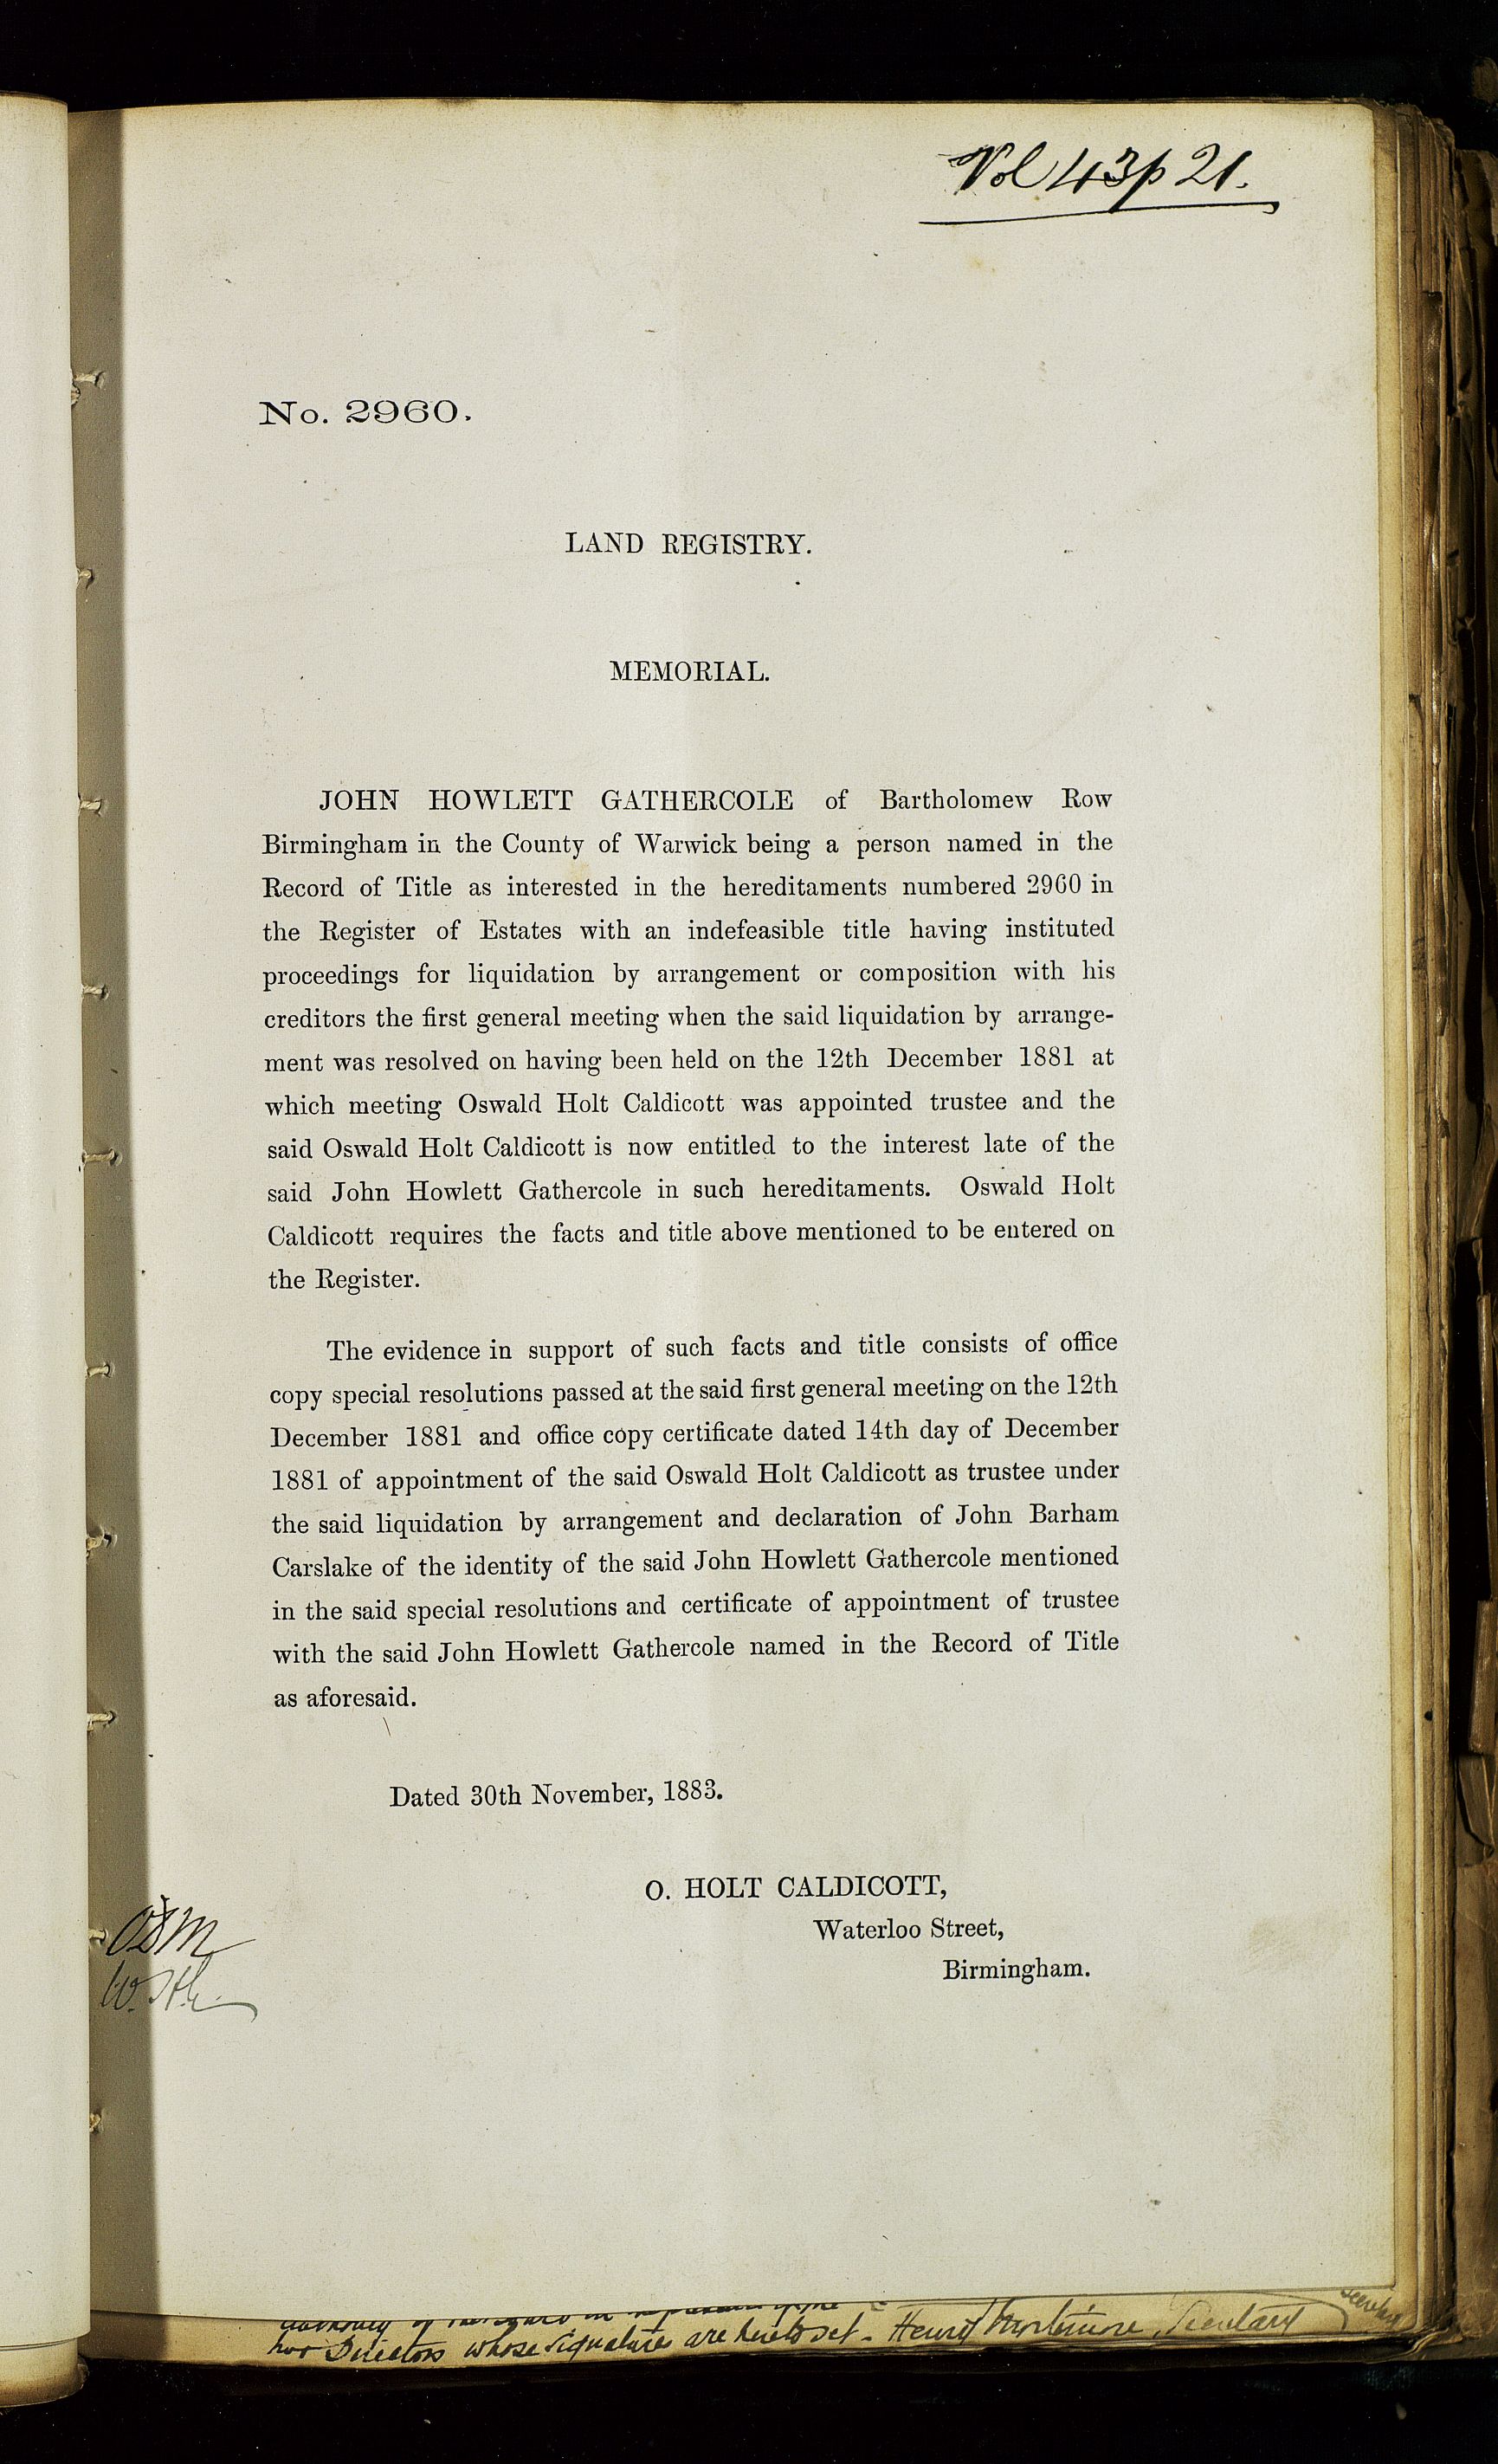 Vol 43 p 21.
No. 2960.
LAND REGISTRY.
MEMORIAL.
JOHN HOWLETT GATHERCOLE of Bartholomew Row
Birmingham in the County of Warwick being a person named in the
Record of Title as interested in the hereditaments numbered 2960 in
the Register of Estates with an indefeasible title having instituted
proceedings for liquidation by arrangement or composition with his
creditors the first general meeting when the said liquidation by arrange-
ment was resolved on having been held on the 12th December 1881 at
which meeting Oswald Holt Caldicott was appointed trustee and the
said Oswald Holt Caldicott is now entitled to the interest late of the
said John Howlett Gathercole in such hereditaments. Oswald Holt
Caldicott requires the facts and title above mentioned to be entered on
the Register.
The evidence in support of such facts and title consists of office
copy special resolutions passed at the said first general meeting on the 12th
December 1881 and office copy certificate dated 14th day of December
1881 of appointment of the said Oswald Holt Caldicott as trustee under
the said liquidation by arrangement and declaration of John Barham
Carslake of the identity of the said John Howlett Gathercole mentioned
in the said special resolutions and certificate of appointment of trustee
with the said John Howlett Gathercole named in the Record of Title
as aforesaid.
Dated 30th November, 1883.
O. HOLT CALDICOTT,
Waterloo Street,
Birmingham.
two Directors whose signatures are hereto set - Henry Mortimore, Secretary